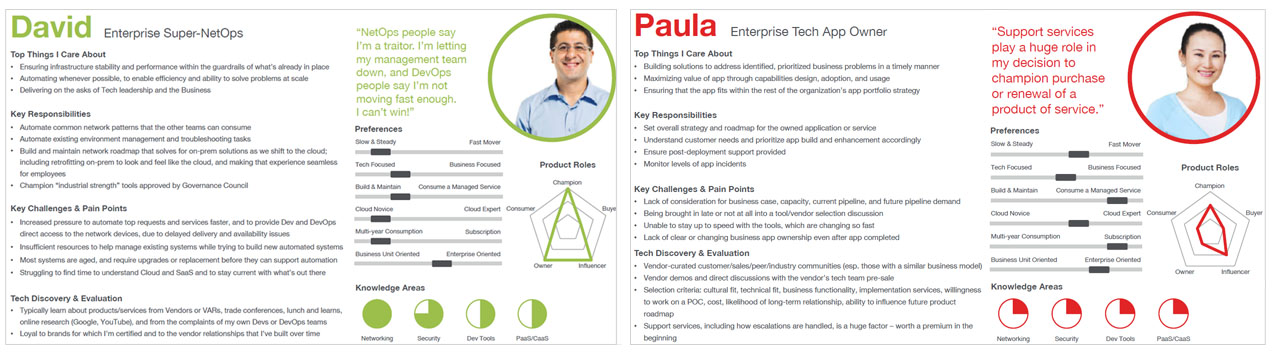 David Enterprise Super-NetOps
Top Things I Care About
• Ensuring infrastructure stability and performance within the guardrails of what's already in place
• Automating whenever possible, to enable efficiency and ability to solve problems at scale
• Delivering on the asks of Tech leadership and the Business
Key Responsibilities
• Automate common network patterns that the other teams can consume
• Automate existing environment management and troubleshooting tasks
• Build and maintain network roadmap that solves for on-prem solutions as we shift to the cloud;
including retrofitting on-prem to look and feel like the cloud, and making that experience seamless
for employees
• Champion "industrial strength" tools approved by Governance Council
Key Challenges & Pain Points
• Increased pressure to automate top requests and services faster, and to provide Dev and DevOps
direct access to the network devices, due to delayed delivery and availability issues
• Insufficient resources to help manage existing systems while trying to build new automated systems
• Most systems are aged, and require upgrades or replacement before they can support automation
• Struggling to find time to understand Cloud and SaaS and to stay current with what's out there
Tech Discovery & Evaluation
• Typically learn about products/services from Vendors or VARs, trade conferences, lunch and learns,
online research (Google, YouTube), and from the complaints of my own Devs or DevOps teams
• Loyal to brands for which I'm certified and to the vendor relationships that I've built over time
"NetOps people say
I'm a traitor. I'm letting
my management team
down, and DevOps
people say I'm not
moving fast enough.
I can't win!"
Preferences
Slow & Steady Fast Mover
Tech Focused Business Focused
Build & Maintain Consume a Managed Service
Cloud Novice Cloud Expert
Multi-year Consumption Subscription
Business Unit Oriented Enterprise Oriented
Product Roles
Champion
Consumer Buyer
Owner Influencer
Knowledge Areas
Networking Security Dev Tools PaaS/CaaS
Paula Enterprise Tech App Owner
Top Things I Care About
• Building solutions to address identified, prioritized business problems in a timely manner
• Maximizing value of app through capabilities design, adoption, and usage
• Ensuring that the app fits within the rest of the organization's app portfolio strategy
Key Responsibilities
• Set overall strategy and roadmap for the owned application or service
• Understand customer needs and prioritize app build and enhancement accordingly
• Ensure post-deployment support provided
• Monitor levels of app incidents
Key Challenges & Pain Points
• Lack of consideration for business case, capacity, current pipeline, and future pipeline demand
• Being brought in late or not at all into a tool/vendor selection discussion
• Unable to stay up to speed with the tools, which are changing so fast
• Lack of clear or changing business app ownership even after app completed
Tech Discovery & Evaluation
• Vendor-curated customer/sales/peer/industry communities (esp. those with a similar business model)
• Vendor demos and direct discussions with the vendor's tech team pre-sale
• Selection criteria: cultural fit, technical fit, business functionality, implementation services, willingness
to work on a POC, cost, likelihood of long-term relationship, ability to influence future product
roadmap
• Support services, including how escalations are handled, is a huge factor – worth a premium in the
beginning
"Support services
play a huge role in
my decision to
champion purchase
or renewal of a
product of service."
Preferences
Slow & Steady Fast Mover
Tech Focused Business Focused
Build & Maintain Consume a Managed Service
Cloud Novice Cloud Expert
Multi-year Consumption Subscription
Business Unit Oriented Enterprise Oriented
Product Roles
Champion
Consumer Buyer
Owner Influencer
Knowledge Areas
Networking Security Dev Tools PaaS/CaaS